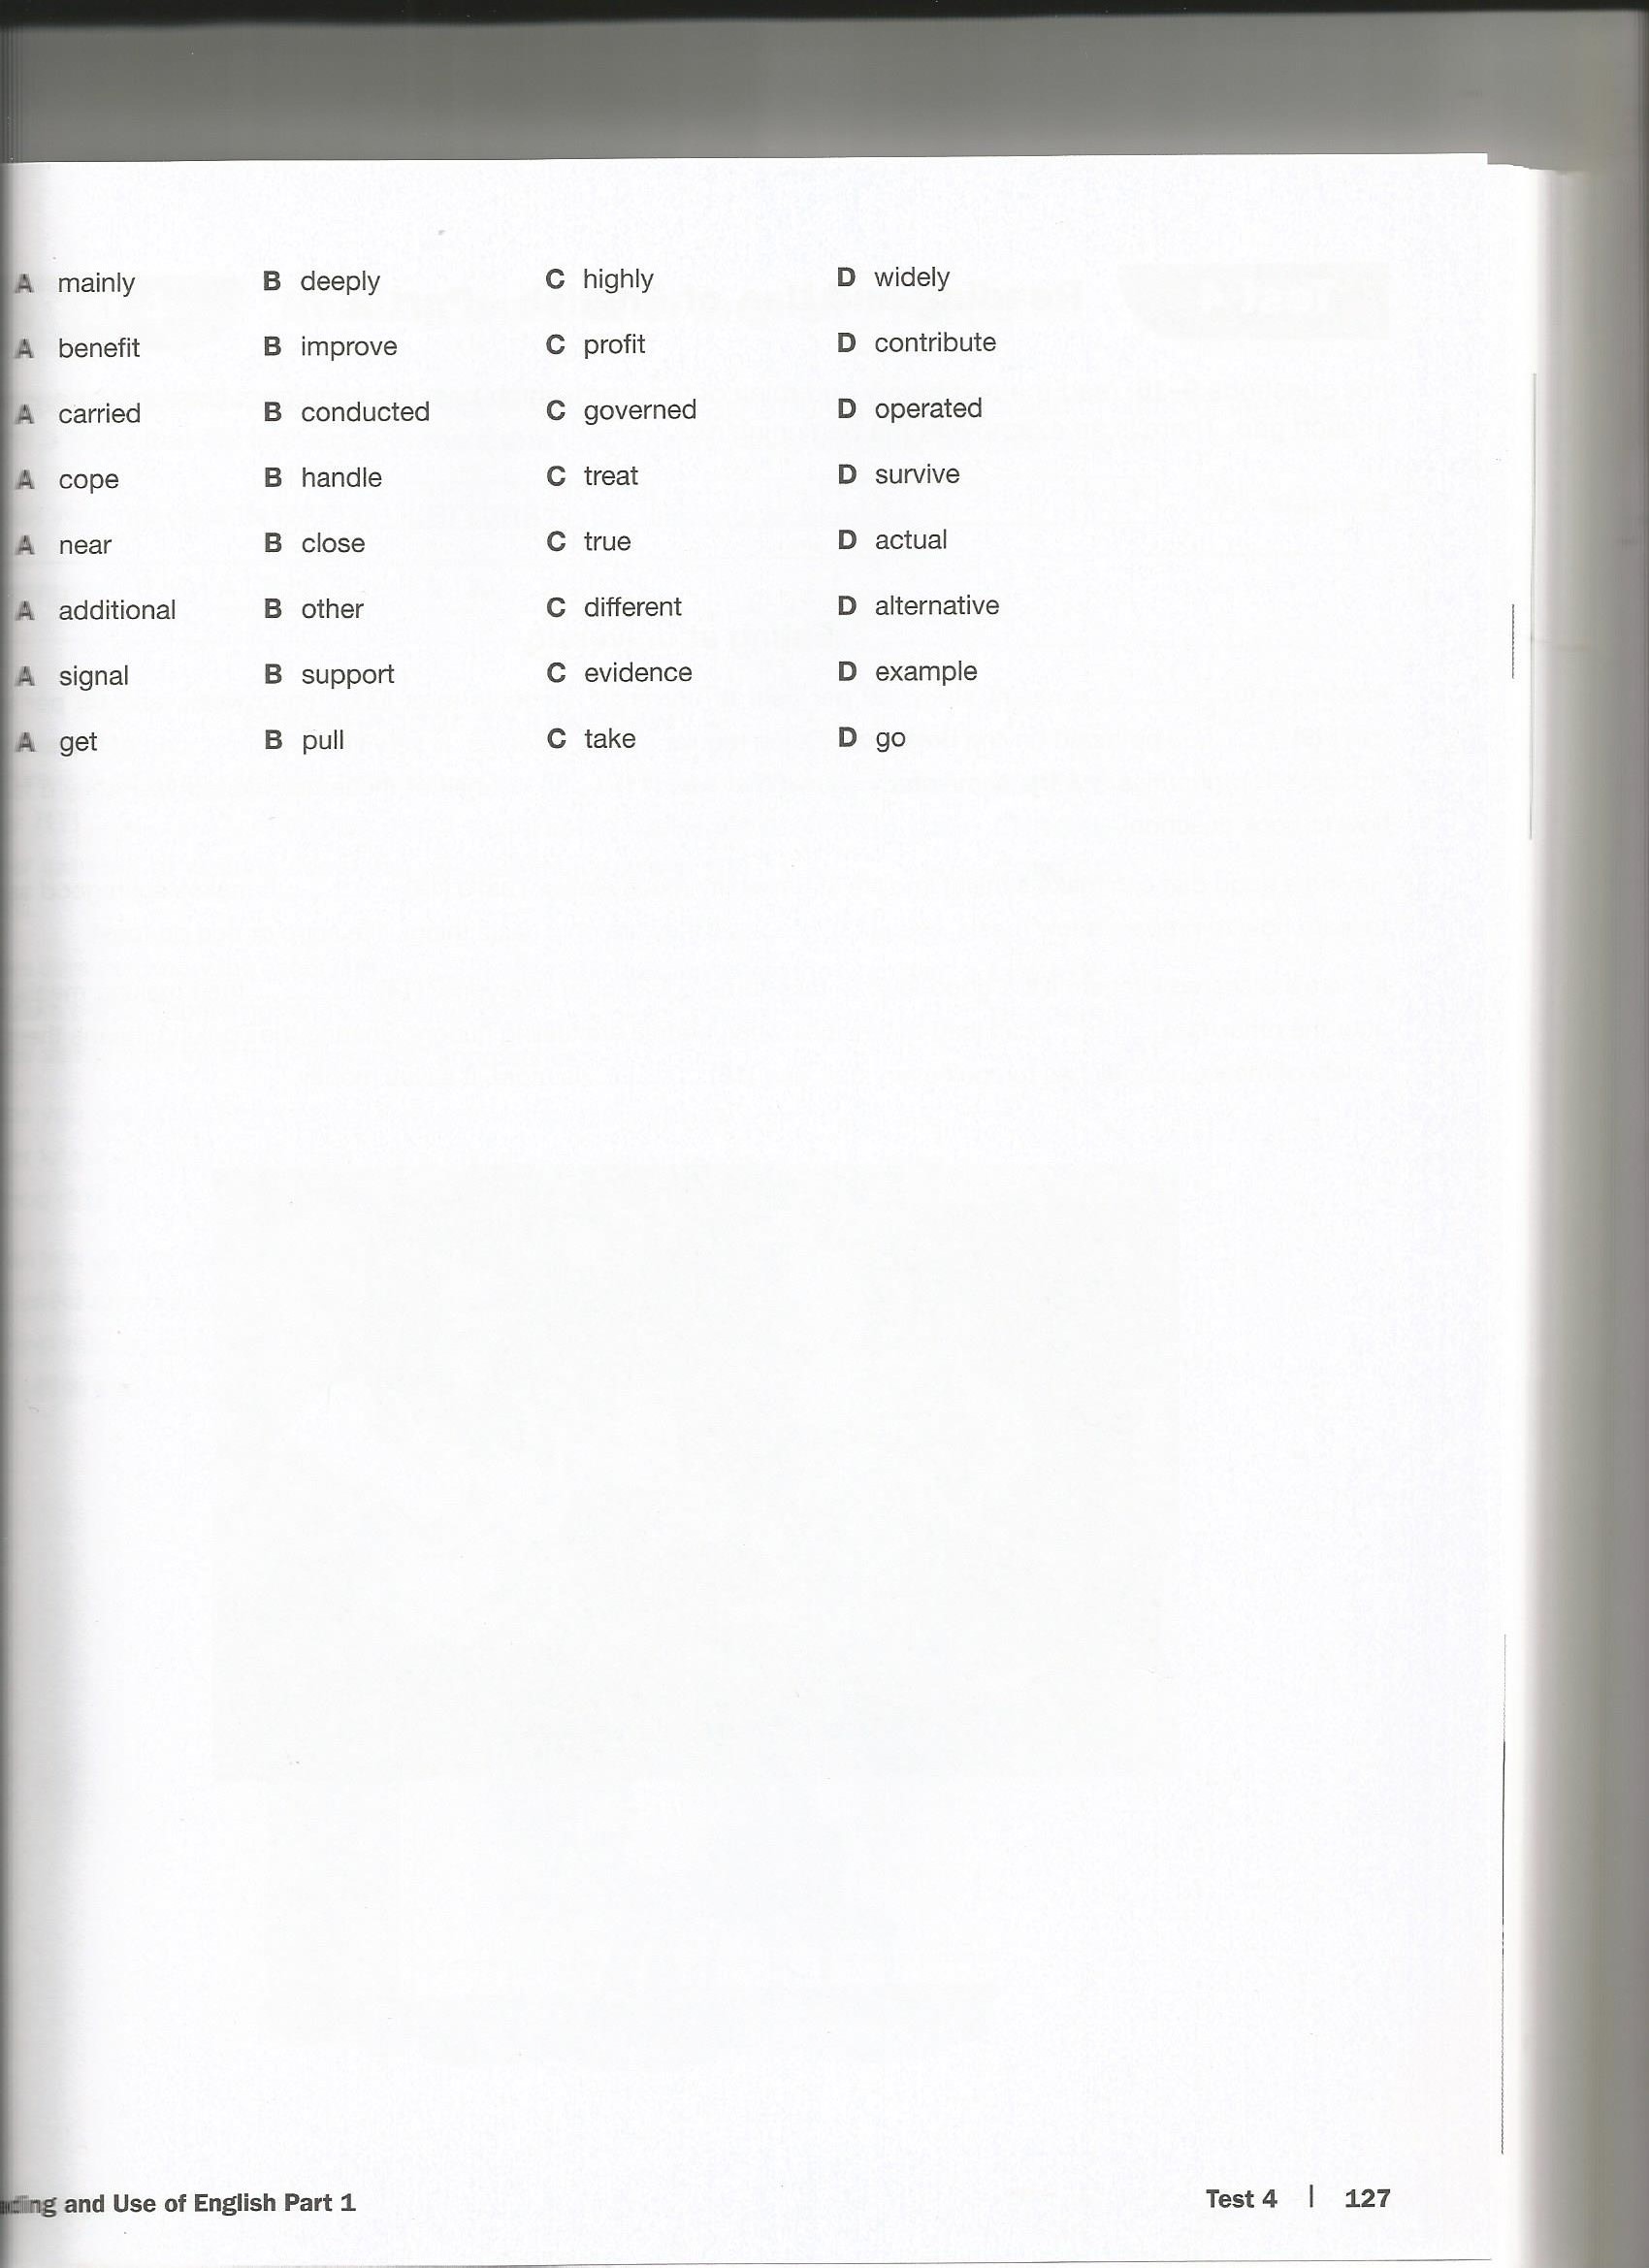 A mainly B deeply C highly D widely
A benefit B improve C profit D contribute
A carried B conducted C governed D operated
A cope B handle C treat D survive
A near B close C true D actual
A additional B other C different D alternative
A signal B support C evidence D example
A get B pull C take D go
and Use of English Part 1 Test 4 | 127